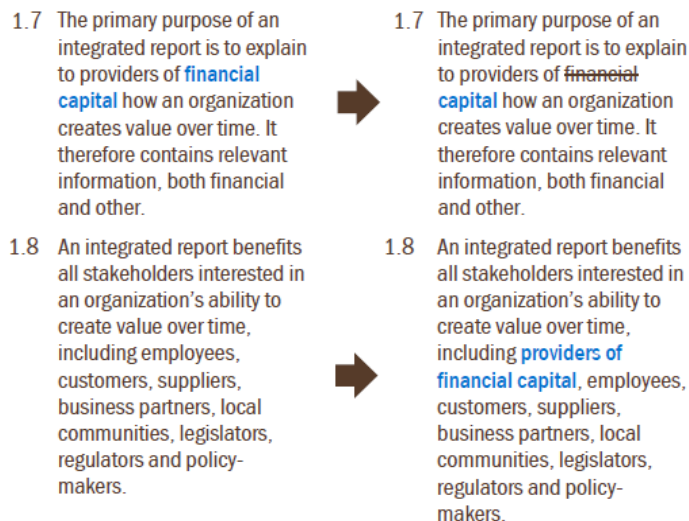 1.7 The primary purpose of an
integrated report is to explain
to providers of financial
capital how an organization
creates value over time. It
therefore contains relevant
information, both financial
and other.
1.8 An integrated report benefits
all stakeholders interested in
an organization's ability to
create value over time,
including employees,
customers, suppliers,
business partners, local
communities, legislators,
regulators and policy-
makers.
1.7 The primary purpose of an
integrated report is to explain
to providers of financial
capital how an organization
creates value over time. It
therefore contains relevant
information, both financial
and other.
1.8 An integrated report benefits
all stakeholders interested in
an organization's ability to
create value over time,
including providers of
financial capital, employees,
customers, suppliers,
business partners, local
communities, legislators,
regulators and policy-
makers.